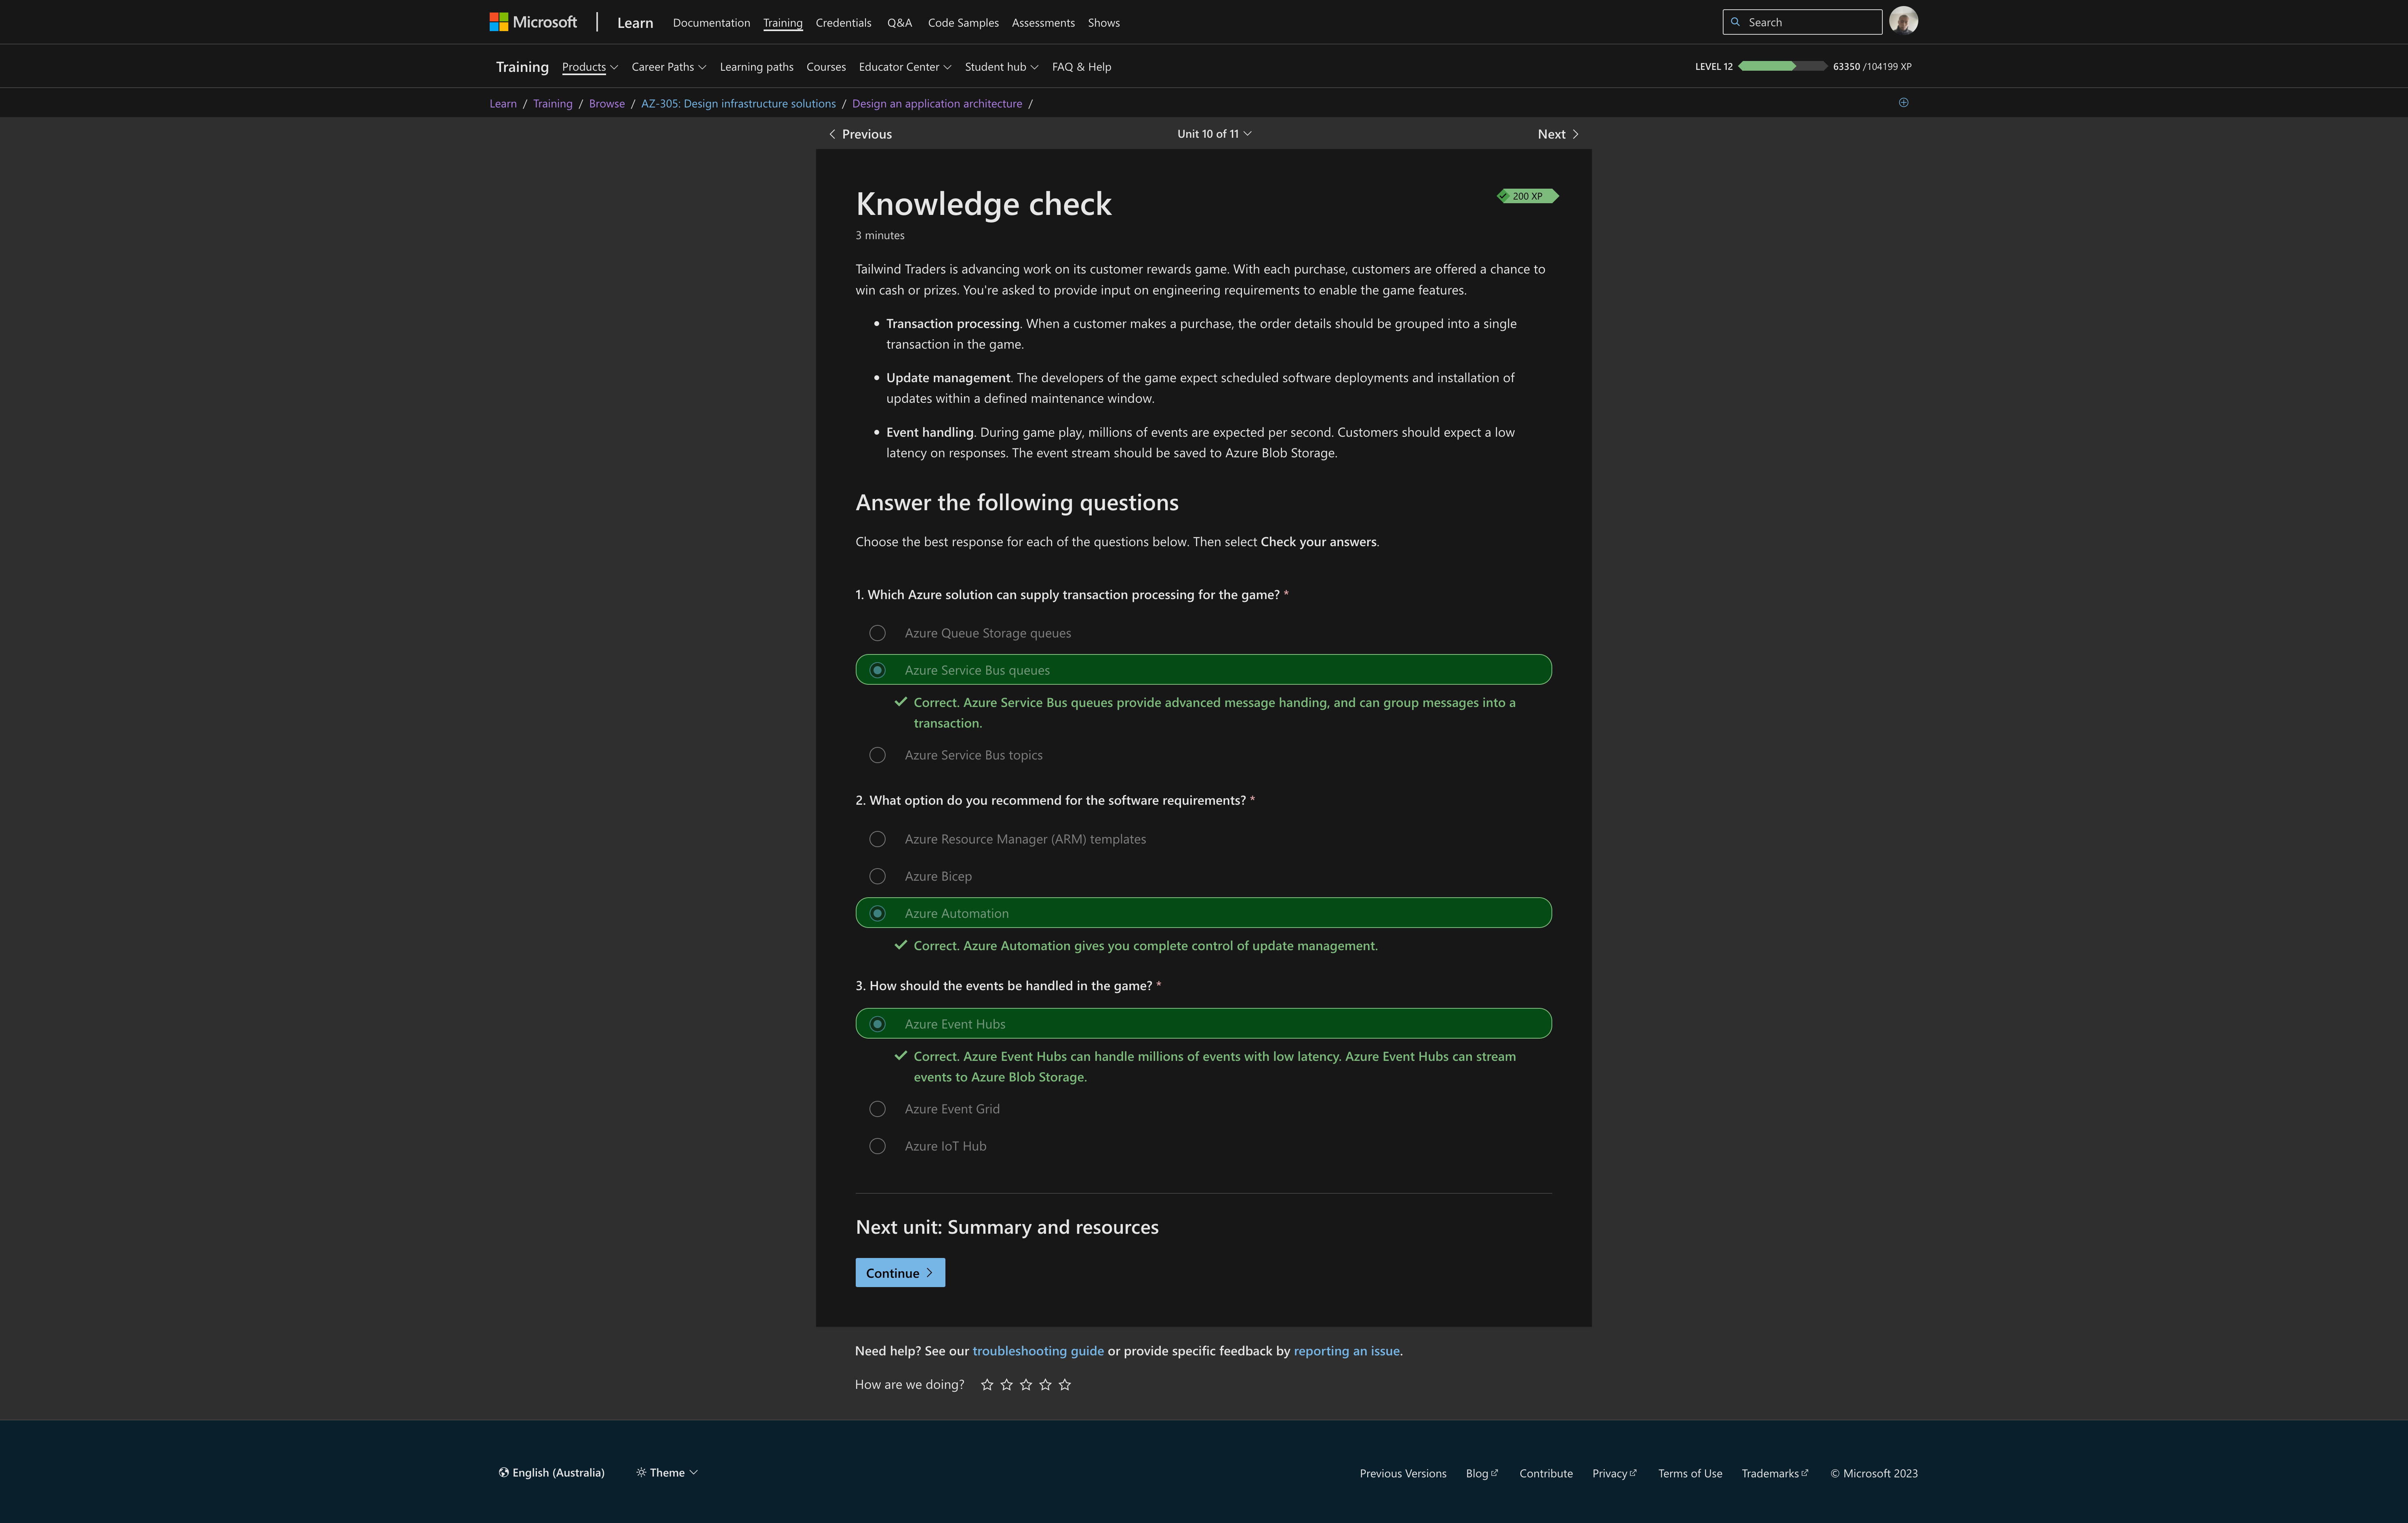 Microsoft
Learn
Documentation
Training
Credentials
Q&A
Code Samples
Assessments
Shows
Search
Training
Products
Career Paths
Learning paths
Courses
Educator Center
Student hub
FAQ & Help
LEVEL 12
63350 /104199 XP
Learn / Training / Browse / AZ-305: Design infrastructure solutions / Design an application architecture /
Previous
Unit 10 of 11
Next
Knowledge check
200 XP
3 minutes
Tailwind Traders is advancing work on its customer rewards game. With each purchase, customers are offered a chance to
win cash or prizes. You're asked to provide input on engineering requirements to enable the game features.
• Transaction processing. When a customer makes a purchase, the order details should be grouped into a single
transaction in the game.
• Update management. The developers of the game expect scheduled software deployments and installation of
updates within a defined maintenance window.
• Event handling. During game play, millions of events are expected per second. Customers should expect a low
latency on responses. The event stream should be saved to Azure Blob Storage.
Answer the following questions
Choose the best response for each of the questions below. Then select Check your answers.
1. Which Azure solution can supply transaction processing for the game? *
Azure Queue Storage queues
Azure Service Bus queues
Correct. Azure Service Bus queues provide advanced message handing, and can group messages into a
transaction.
Azure Service Bus topics
2. What option do you recommend for the software requirements? *
Azure Resource Manager (ARM) templates
Azure Bicep
Azure Automation
Correct. Azure Automation gives you complete control of update management.
3. How should the events be handled in the game? *
Azure Event Hubs
Correct. Azure Event Hubs can handle millions of events with low latency. Azure Event Hubs can stream
events to Azure Blob Storage.
Azure Event Grid
Azure IoT Hub
Next unit: Summary and resources
Continue
Need help? See our troubleshooting guide or provide specific feedback by reporting an issue.
How are we doing?
English (Australia)
Theme
Previous Versions
Blog
Contribute
Privacy
Terms of Use
Trademarks
© Microsoft 2023